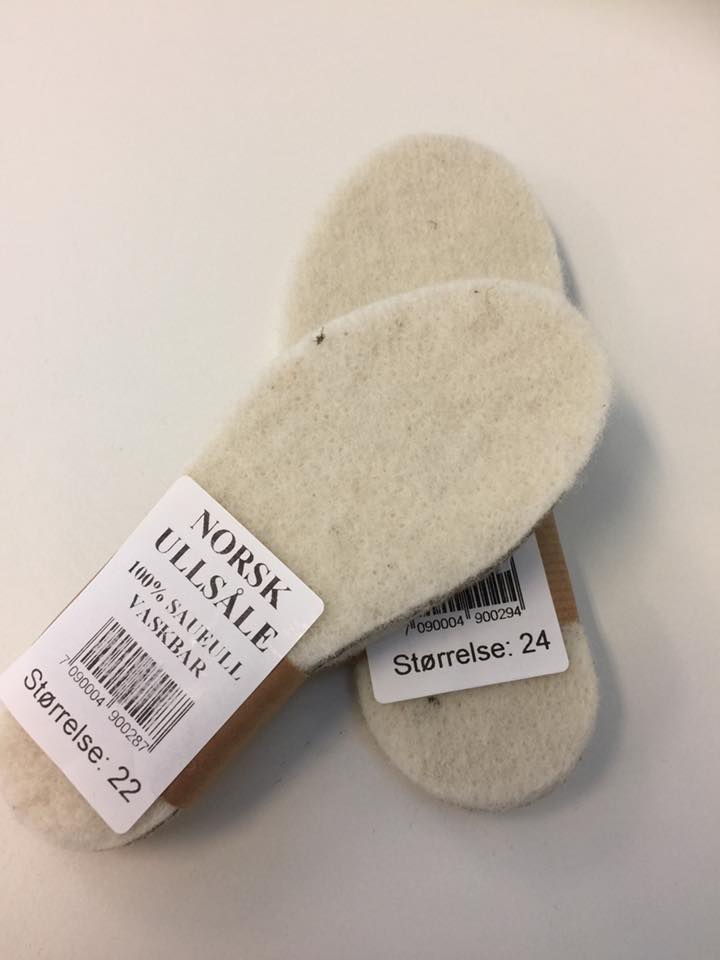 NORSK
ULLSÅLE
100% SAUEULL
VASKBAR
7 090004 900287
Størrelse: 22
7 090004 900294
Størrelse: 24